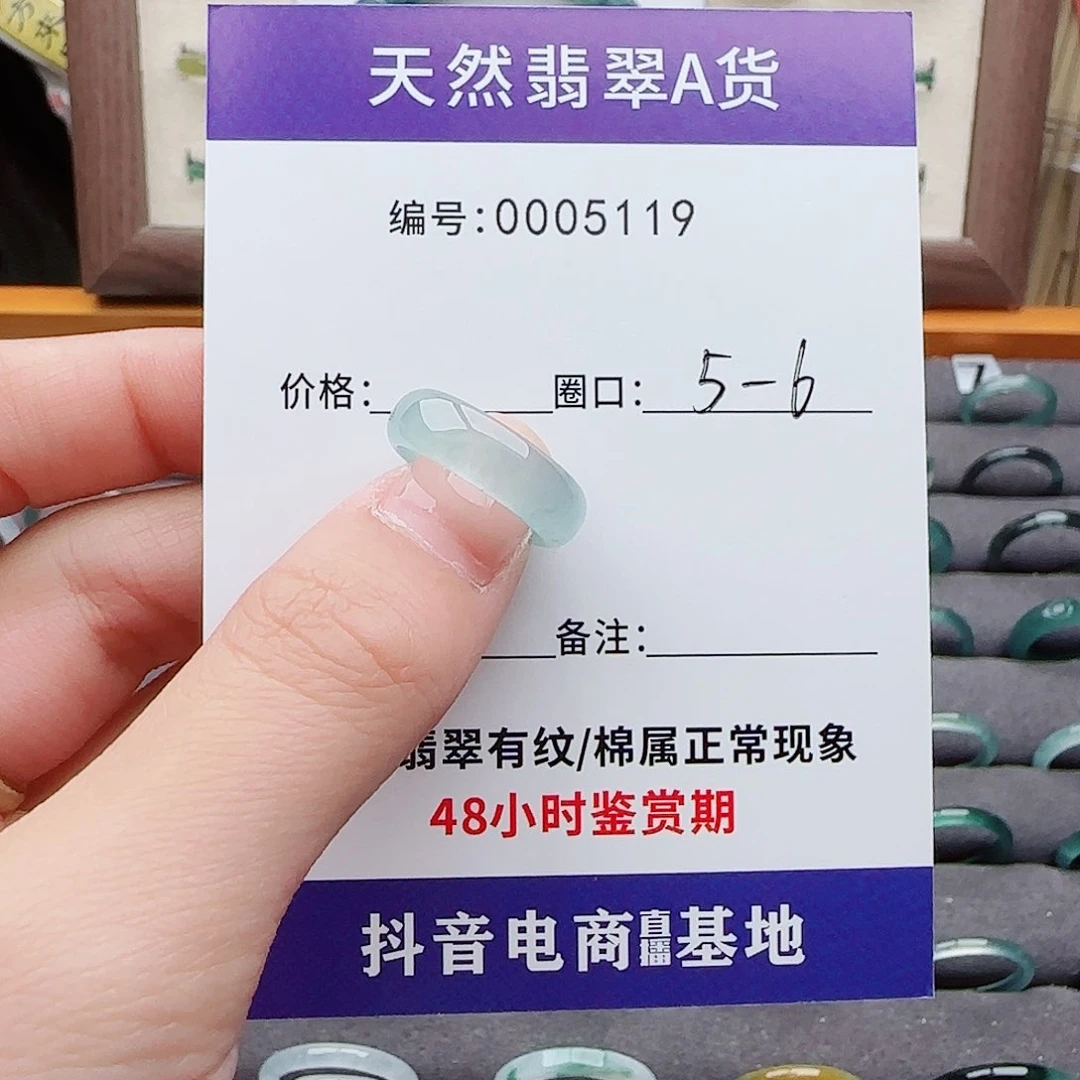 天然翡翠A货
编号:0005119
价格: 圈口: 5-6
备注:
翡翠有纹/棉属正常现象
48小时鉴赏期
抖音电商直播基地
7